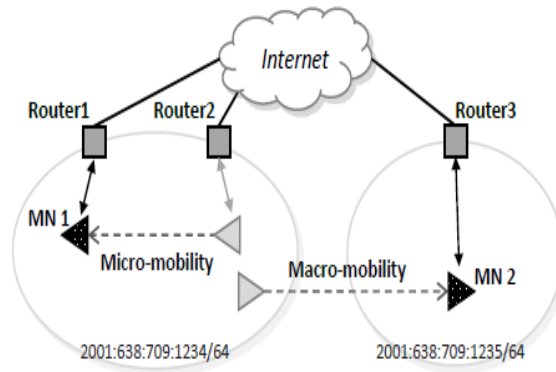 Internet
Router1
Router2
Router3
MN 1
Micro-mobility
Macro-mobility
MN 2
2001:638:709:1234/64
2001:638:709:1235/64